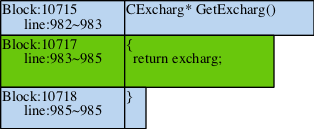 Block:10715 CExcharg* GetExcharg()
line:982~983
Block:10717 {
line:983~985 return excharg;
Block:10718 }
line:985~985